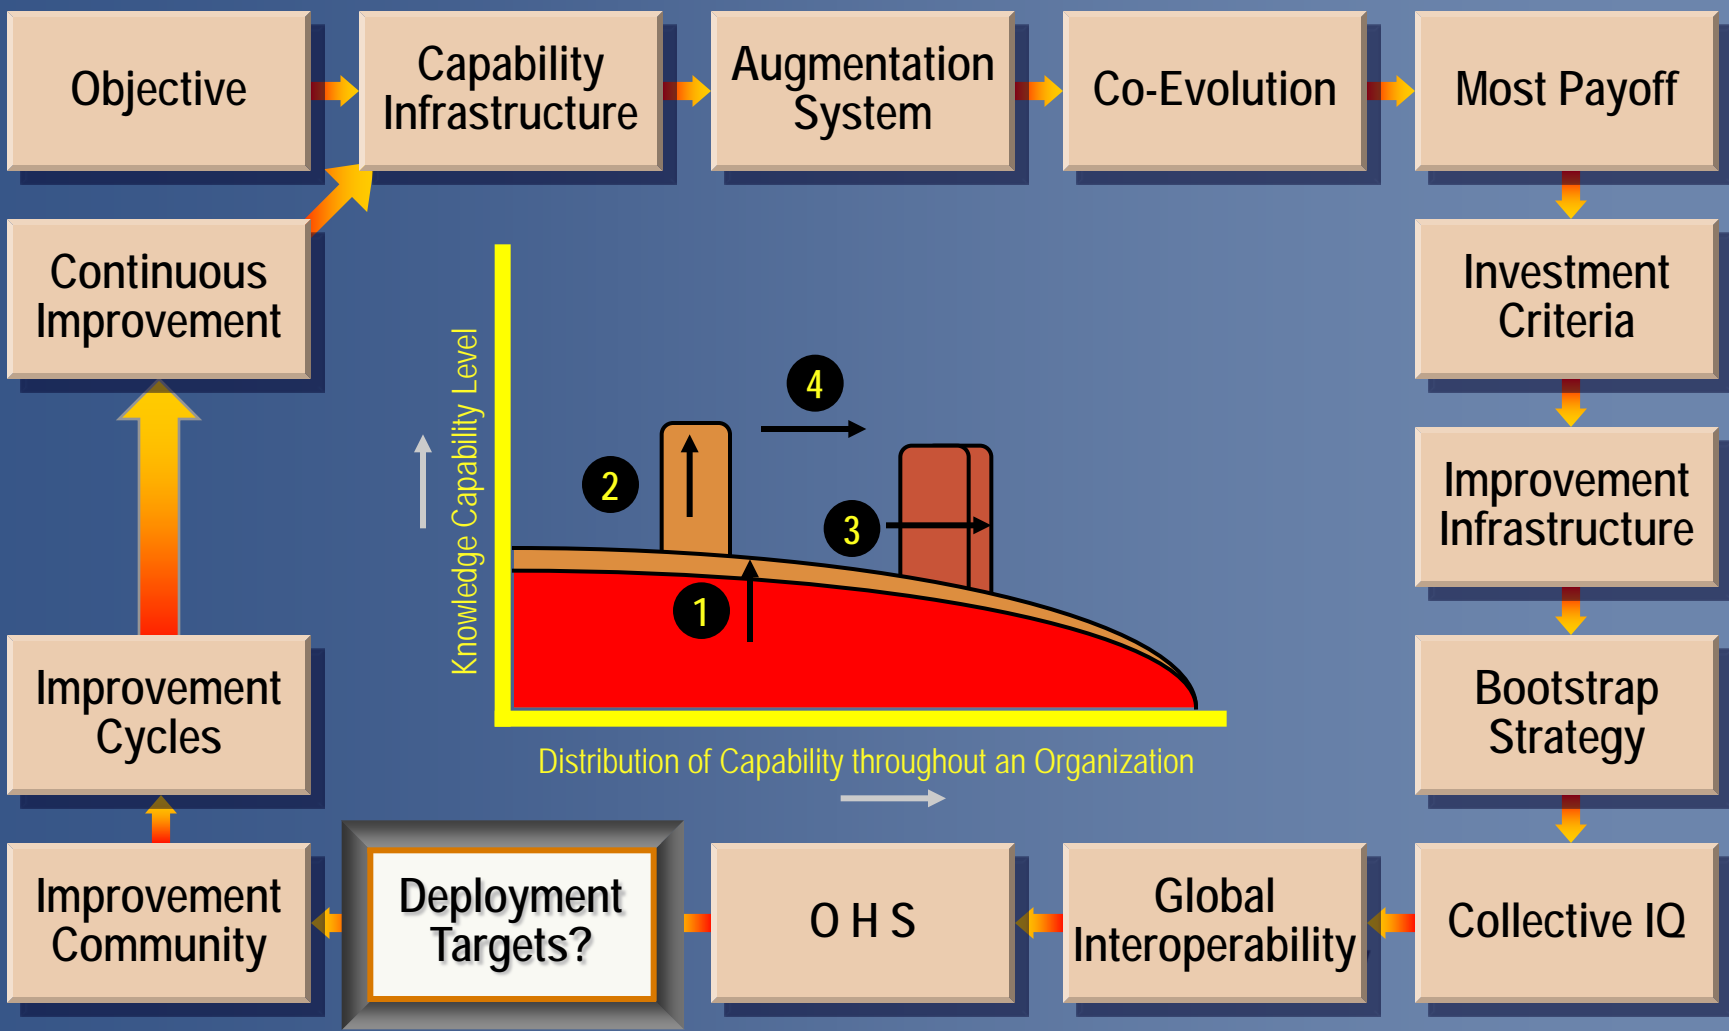 Objective
Capability
Infrastructure
Augmentation
System
Co-Evolution
Most Payoff
Continuous
Improvement
Investment
Criteria
Knowledge Capability Level
4
2
3
1
Improvement
Infrastructure
Improvement
Cycles
Bootstrap
Strategy
Distribution of Capability throughout an Organization
Improvement
Community
Deployment
Targets?
O H S
Global
Interoperability
Collective IQ